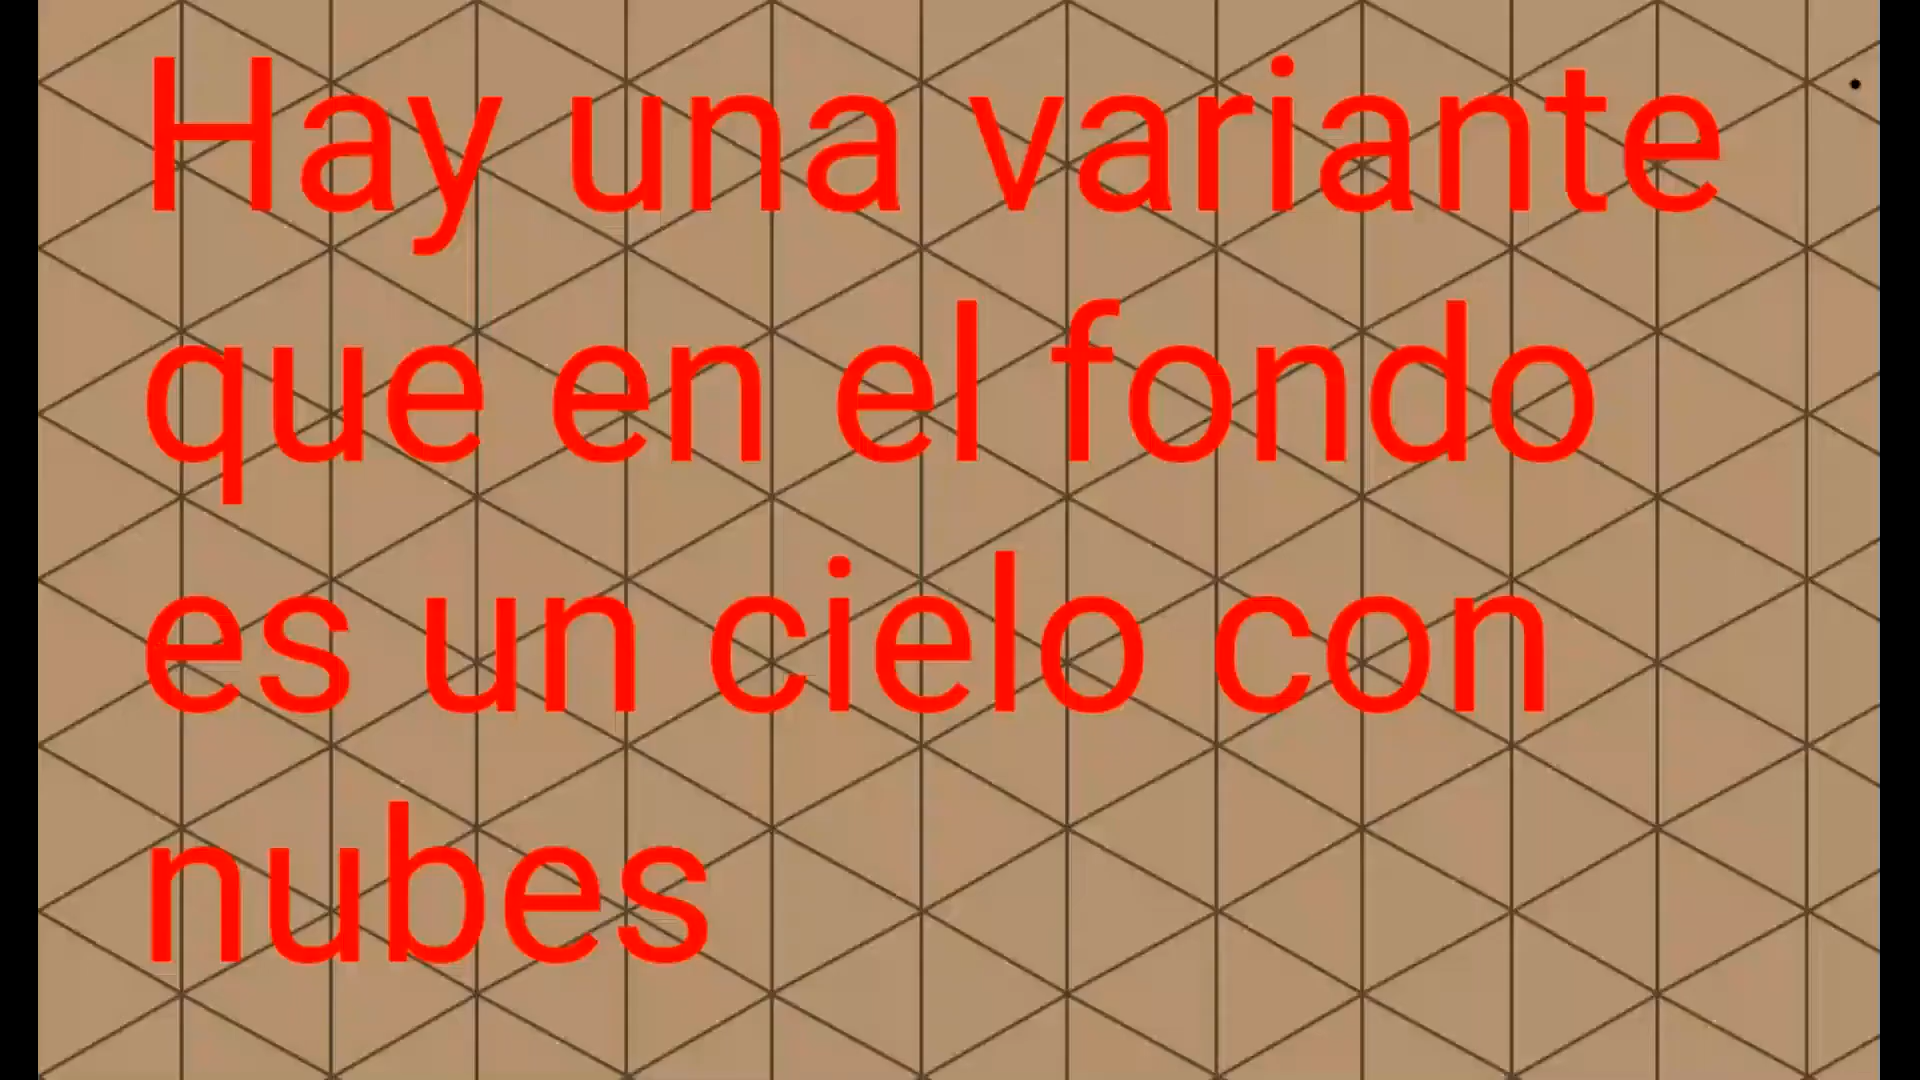 Hay una variante
que en el fondo
es un cielo con
nubes